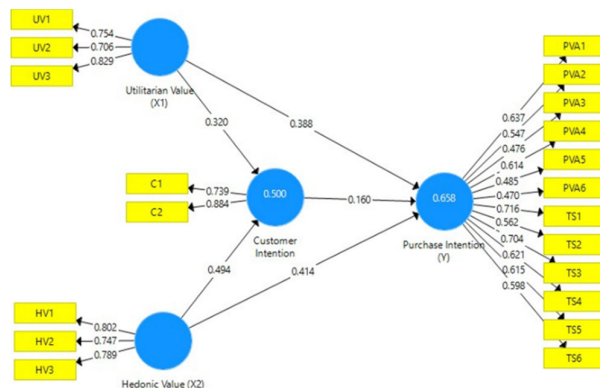 UV1
UV2
UV3
0.754
0.706
0.829
Utilitarian Value
(X1)
0.320
0.388
C1
C2
0.739
0.884
0.500
Customer
Intention
0.160
0.494
0.414
HV1
HV2
HV3
0.802
0.747
0.789
Hedonic Value (X2)
0.658
Purchase Intention
(Y)
0.637
0.547
0.476
0.614
0.485
0.470
0.716
0.562
0.704
0.621
0.615
0.598
PVA1
PVA2
PVA3
PVA4
PVA5
PVA6
TS1
TS2
TS3
TS4
TS5
TS6